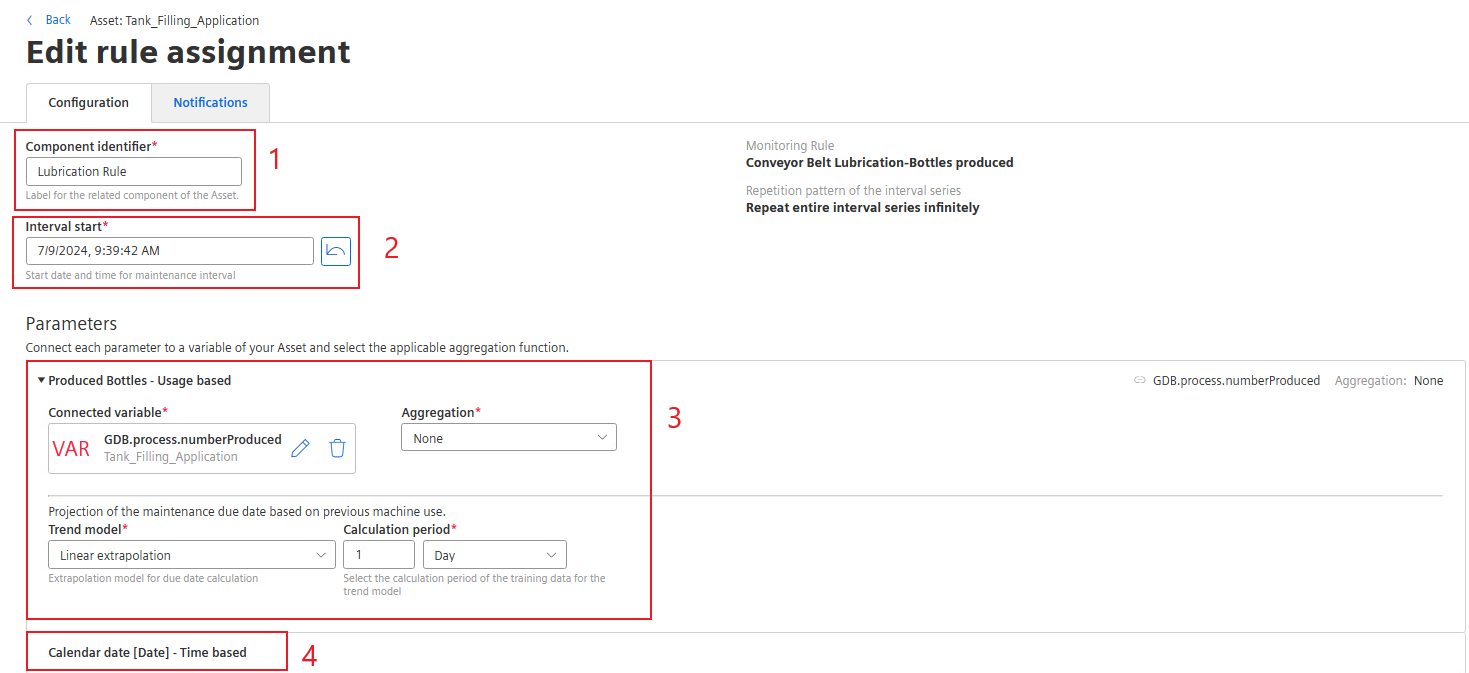 Back Asset: Tank_Filling_Application
Edit rule assignment
Configuration Notifications
Component identifier*
Lubrication Rule
Label for the related component of the Asset.
1
Monitoring Rule
Conveyor Belt Lubrication-Bottles produced
Repetition pattern of the interval series
Repeat entire interval series infinitely
Interval start*
7/9/2024, 9:39:42 AM
Start date and time for maintenance interval
2
Parameters
Connect each parameter to a variable of your Asset and select the applicable aggregation function.
Produced Bottles - Usage based
GDB.process.numberProduced Aggregation: None
Connected variable*
VAR
GDB.process.numberProduced
Tank_Filling_Application
Aggregation*
None
3
Projection of the maintenance due date based on previous machine use.
Trend model*
Linear extrapolation
Extrapolation model for due date calculation
Calculation period*
1 Day
Select the calculation period of the training data for the
trend model
Calendar date [Date] - Time based
4